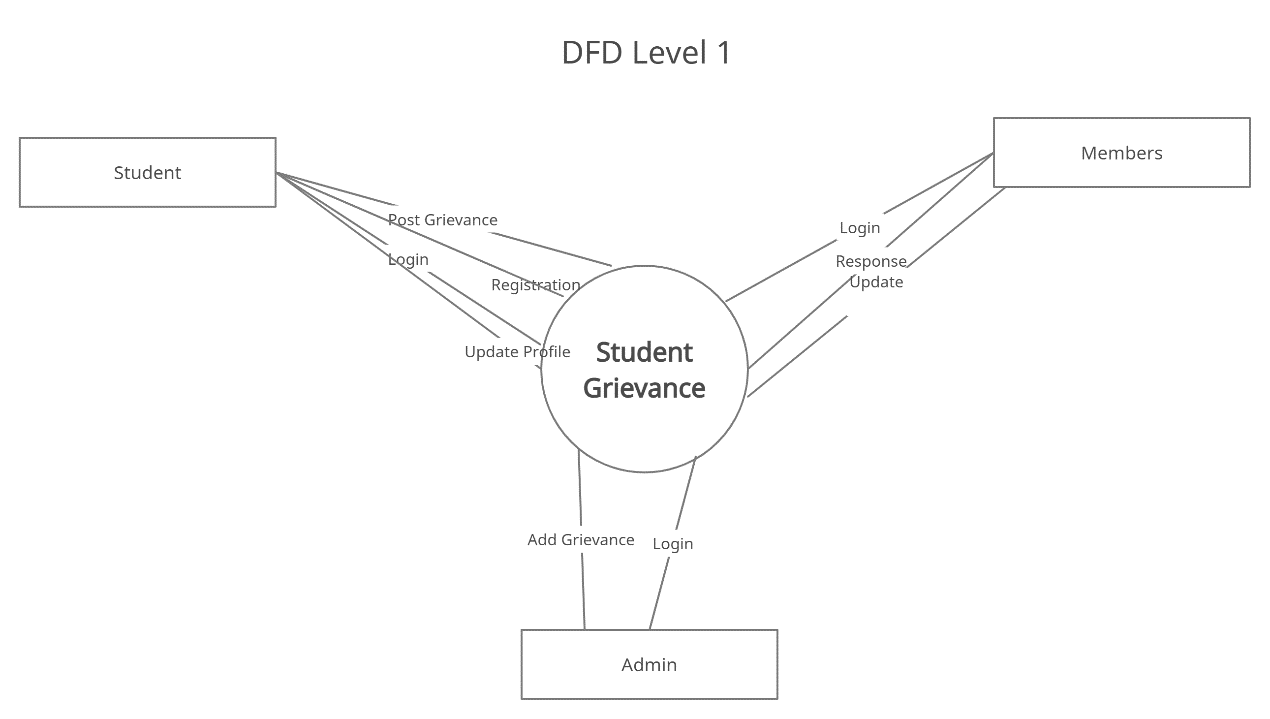 DFD Level 1
Student
Members
Post Grievance
Login
Login
Registration
Response
Update
Update Profile
Student
Grievance
Add Grievance
Login
Admin